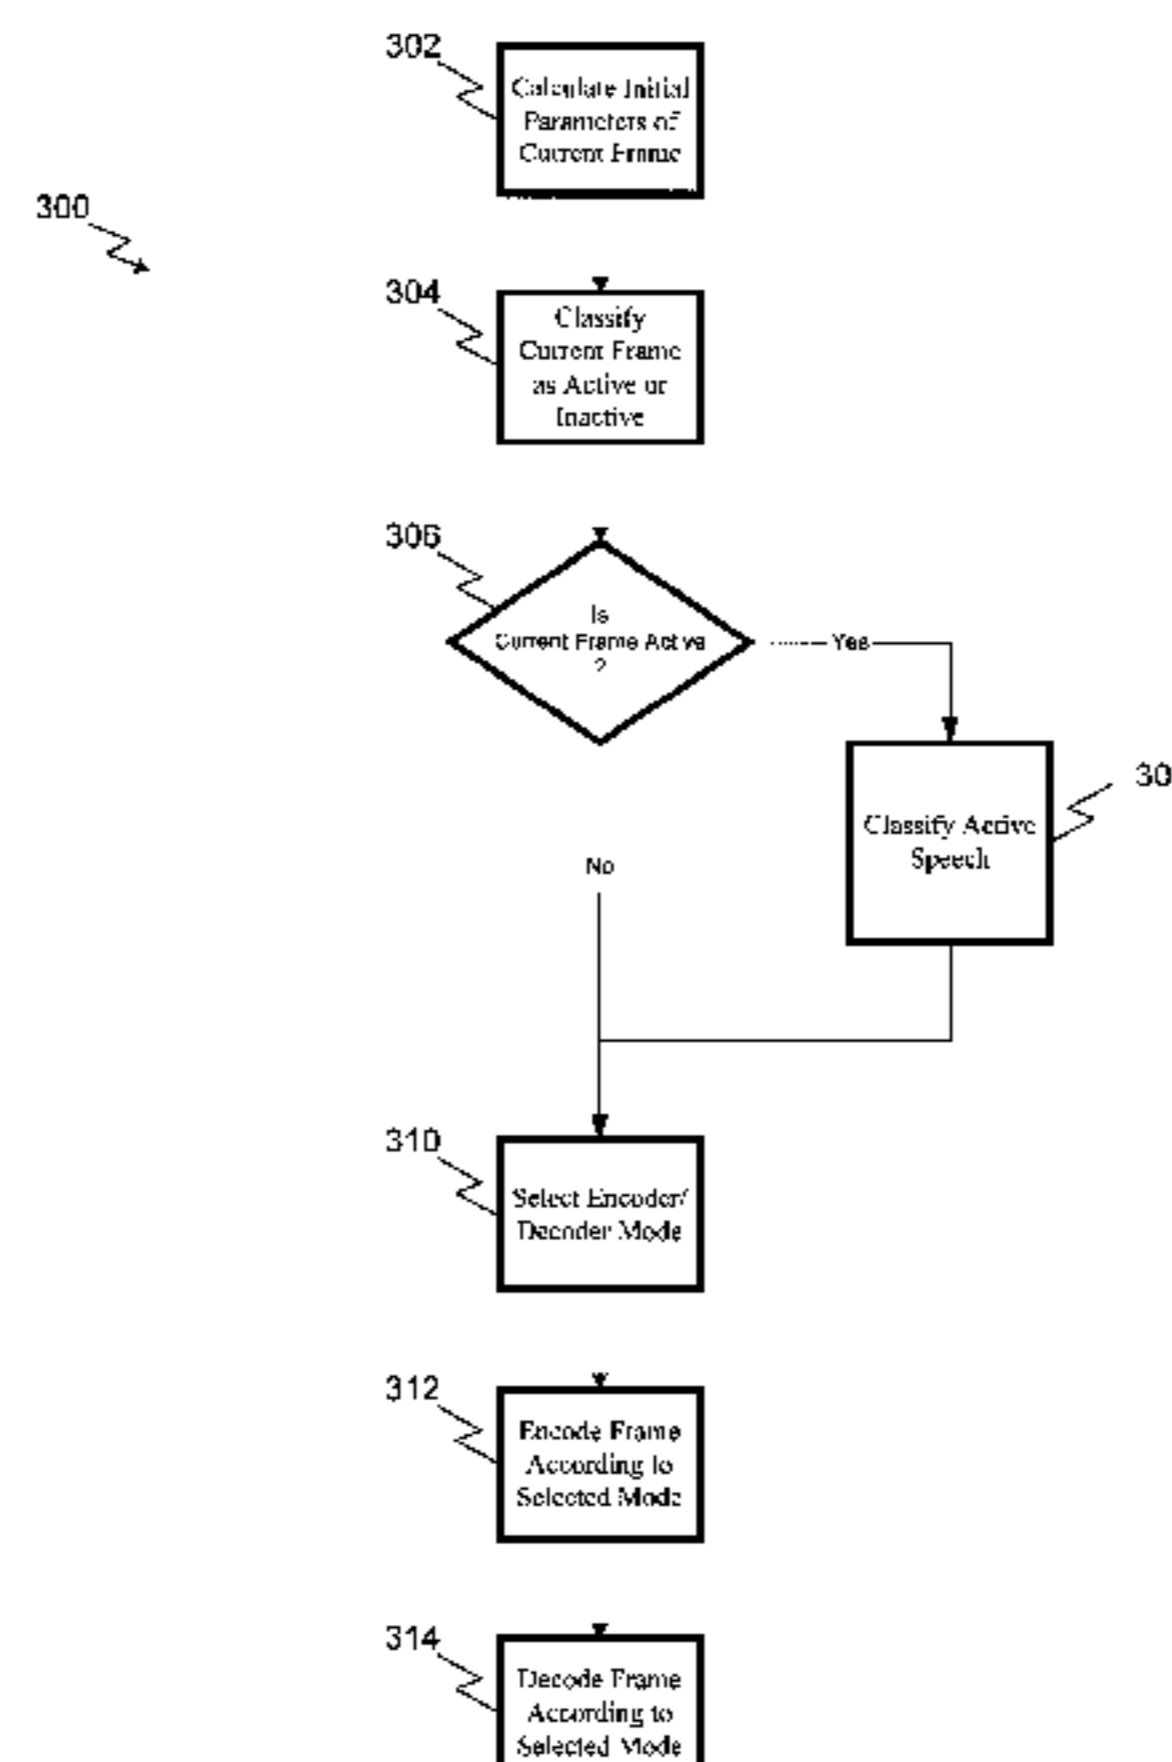 302
Calculate Initial
Parameters of
Current Frame
300
304
Classify
Current Frame
as Active or
Inactive
306
Is
Current Frame Active
?
Yes
30
Classify Active
Speech
No
310
Select Encoder/
Decoder Mode
312
Encode Frame
According to
Selected Mode
314
Decode Frame
According to
Selected Mode